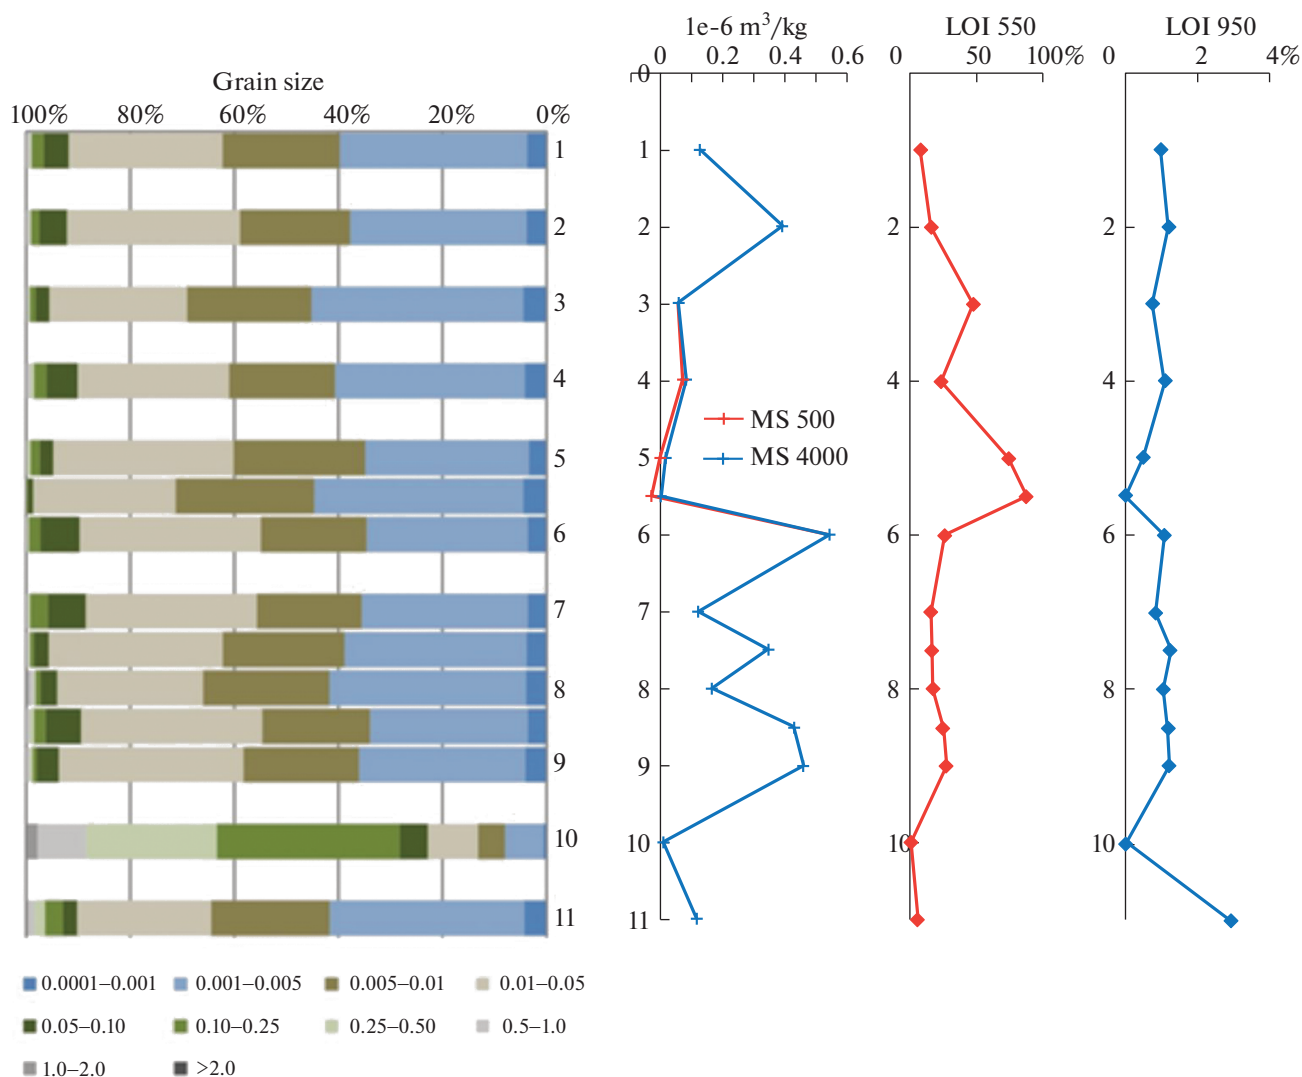 1e-6 m³/kg LOI 550 LOI 950
0 0.2 0.4 0.6 0 50 100% 0 2 4%
0
Grain size
100% 80% 60% 40% 20% 0%
1 1
2 2 2 2
3 3
4 4 4 4
MS 500
MS 4000
5 5
6 6 6 6
7 7
8 8 8 8
9 9
10 10 10 10
11 11
0.0001–0.001 0.001–0.005 0.005–0.01 0.01–0.05
0.05–0.10 0.10–0.25 0.25–0.50 0.5–1.0
1.0–2.0 >2.0